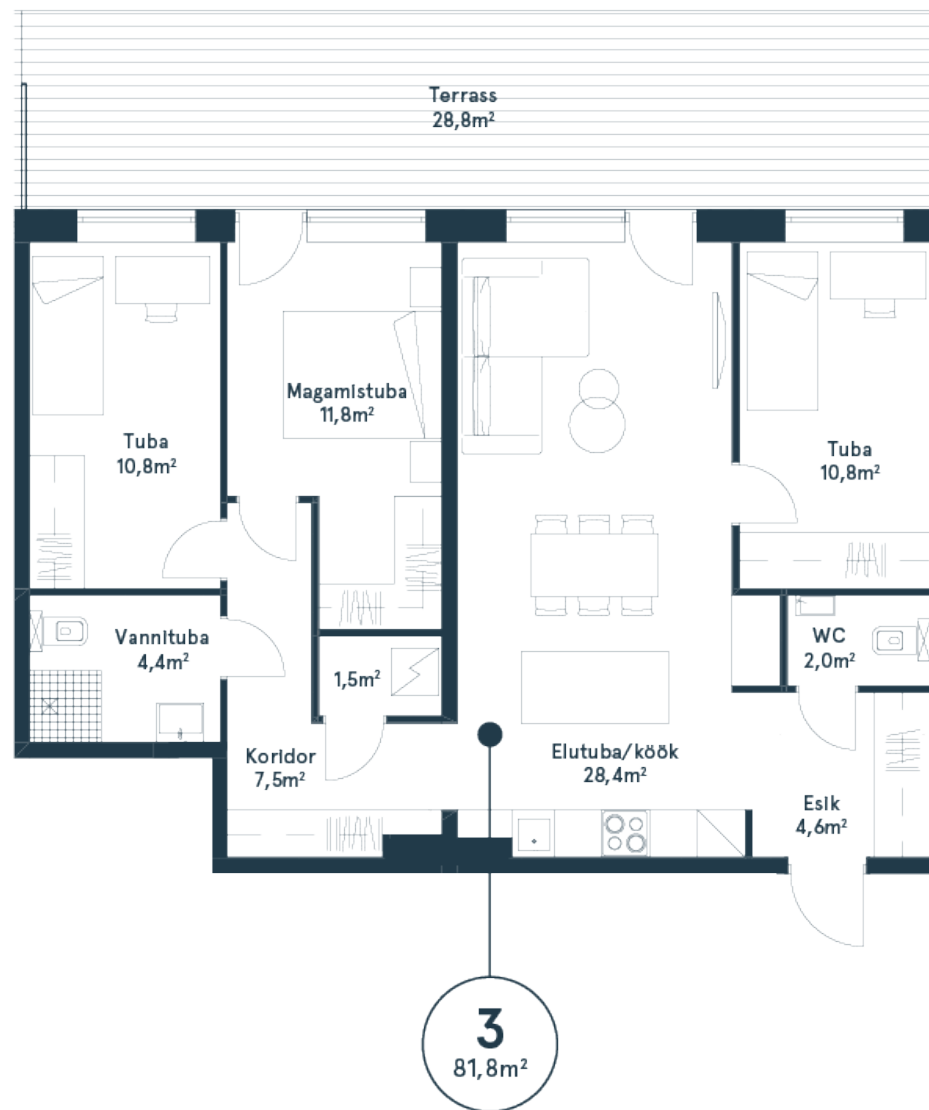 Terrass
28,8m²
Magamistuba
11,8m²
Tuba
10,8m²
Tuba
10,8m²
Vannituba
4,4m²
WC
2,0m²
1,5m²
Koridor
7,5m²
Elutuba/köök
28,4m²
Esik
4,6m²
3
81,8m²